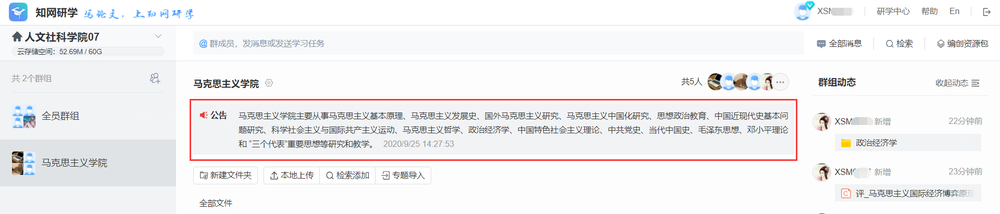 知网研学 写论文，上知网研学
XSM
研学中心 帮助 En
人文社科学院07
云存储空间：52.69M / 60G
@ 群成员，发消息或发送学习任务
全部消息 检索 编创资源包
共 2个群组
全员群组
马克思主义学院
马克思主义学院
共5人
公告
马克思主义学院主要从事马克思主义基本原理、马克思主义发展史、国外马克思主义研究、马克思主义中国化研究、思想政治教育、中国近现代史基本问
题研究、科学社会主义与国际共产主义运动、马克思主义哲学、政治经济学、中国特色社会主义理论、中共党史、当代中国史、毛泽东思想、邓小平理论
和 “三个代表”重要思想等研究和教学。 2020/9/25 14:27:53
新建文件夹 本地上传 检索添加 专题导入
全部文件
群组动态 收起动态
XSM 新增 22分钟前
政治经济学
XSM 新增 23分钟前
评_马克思主义国际经济博弈原理